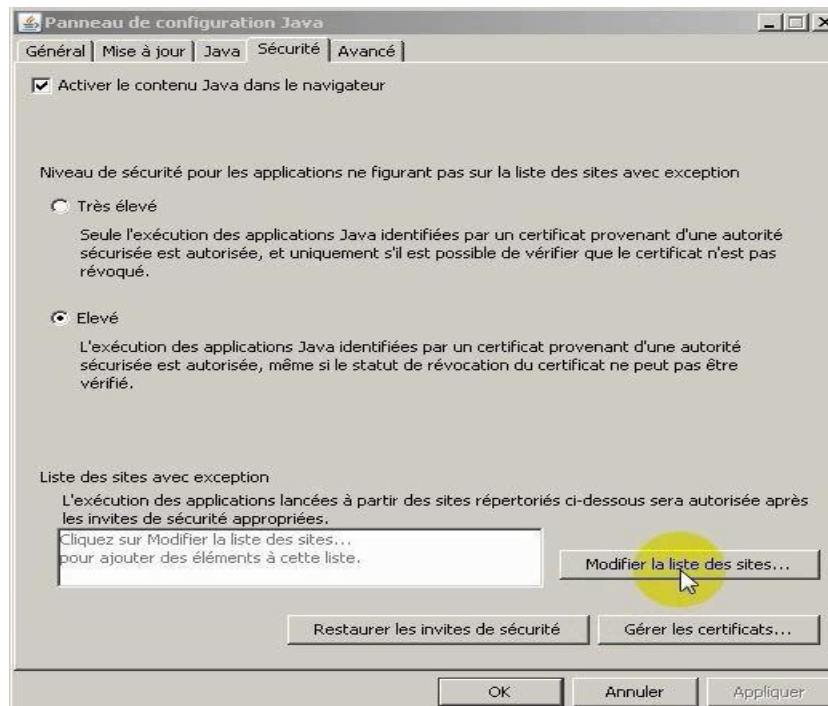 Panneau de configuration Java
Général Mise à jour Java Sécurité Avancé
Activer le contenu Java dans le navigateur
Niveau de sécurité pour les applications ne figurant pas sur la liste des sites avec exception
Très élevé
Seule l'exécution des applications Java identifiées par un certificat provenant d'une autorité
sécurisée est autorisée, et uniquement s'il est possible de vérifier que le certificat n'est pas
révoqué.
Elevé
L'exécution des applications Java identifiées par un certificat provenant d'une autorité
sécurisée est autorisée, même si le statut de révocation du certificat ne peut pas être
vérifié.
Liste des sites avec exception
L'exécution des applications lancées à partir des sites répertoriés ci-dessous sera autorisée après
les invites de sécurité appropriées.
Cliquez sur Modifier la liste des sites...
pour ajouter des éléments à cette liste.
Modifier la liste des sites...
Restaurer les invites de sécurité Gérer les certificats...
OK Annuler Appliquer